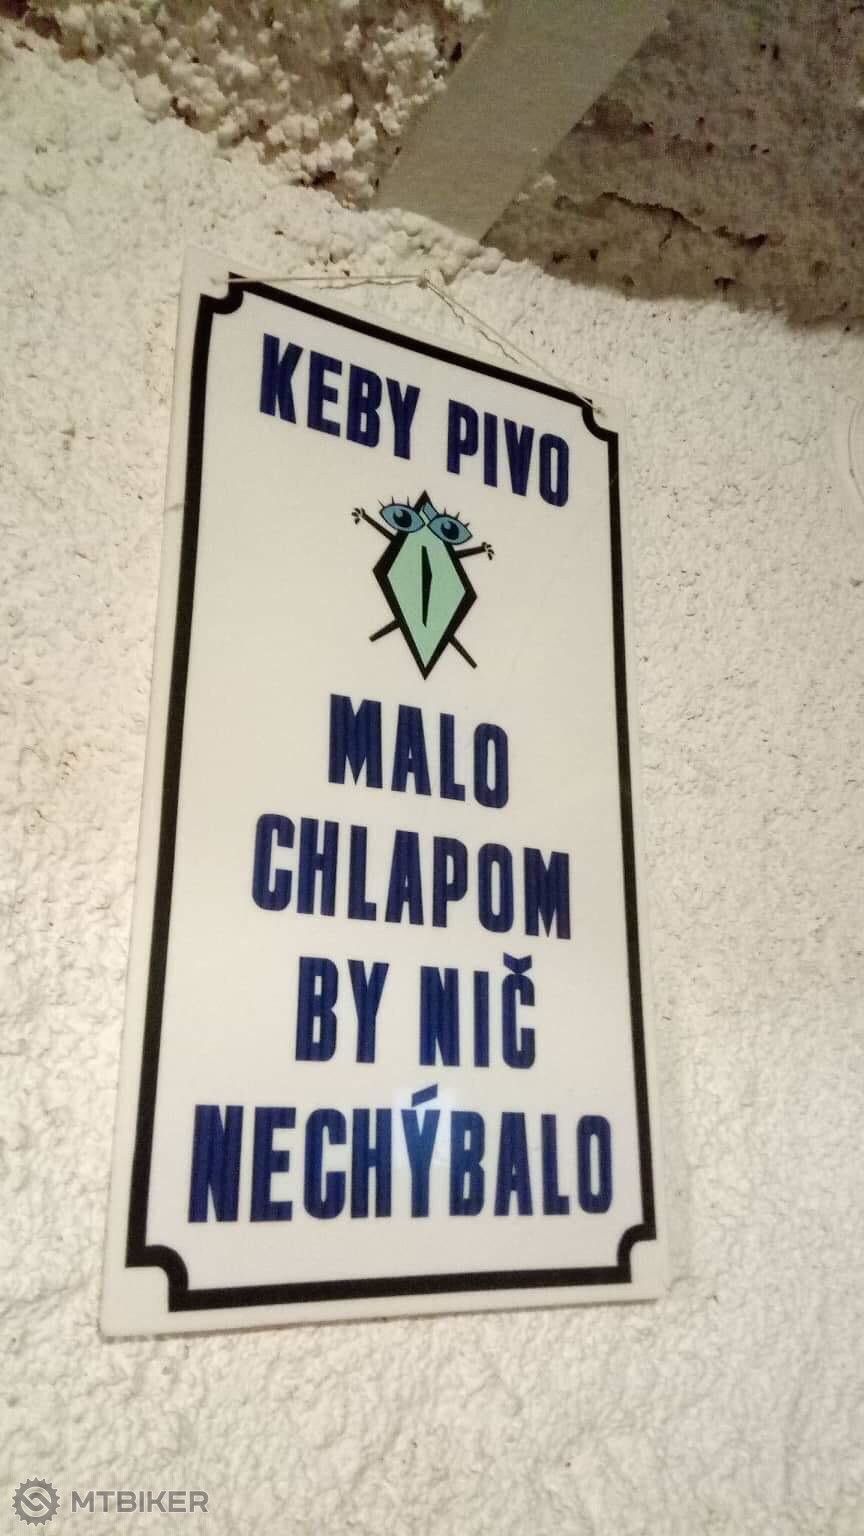 KEBY PIVO
MALO
CHLAPOM
BY NIČ
NECHÝBALO
MTBIKER